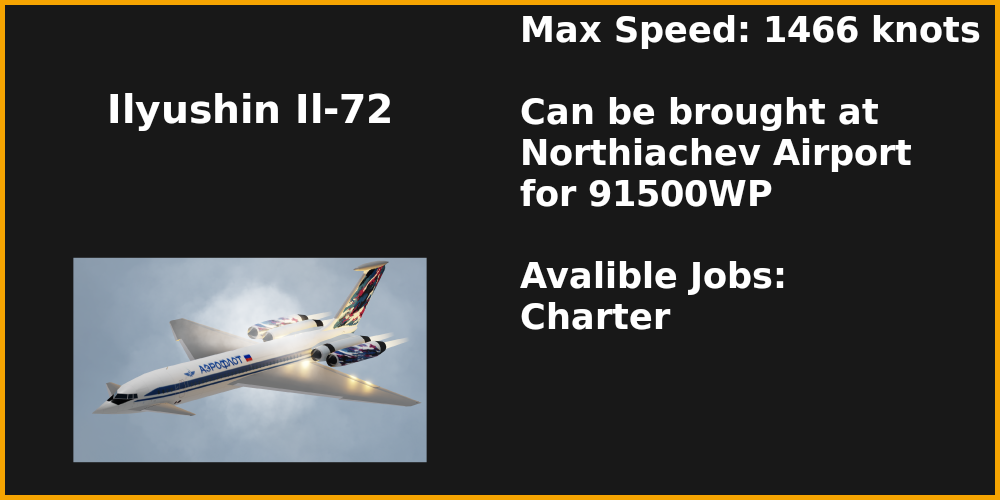 Max Speed: 1466 knots
Ilyushin Il-72
Can be brought at
Northiachev Airport
for 91500WP
Avalible Jobs:
Charter
АЭРОФЛОТ